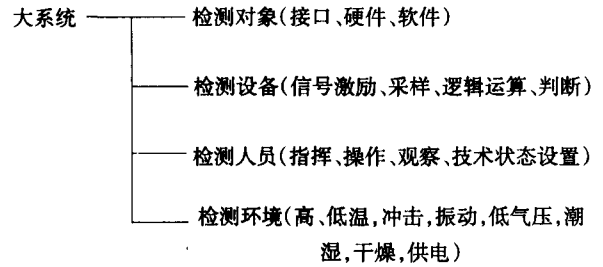 大系统 检测对象(接口、硬件、软件)
检测设备(信号激励、采样、逻辑运算、判断)
检测人员(指挥、操作、观察、技术状态设置)
检测环境(高、低温,冲击,振动,低气压,潮
湿,干燥,供电)